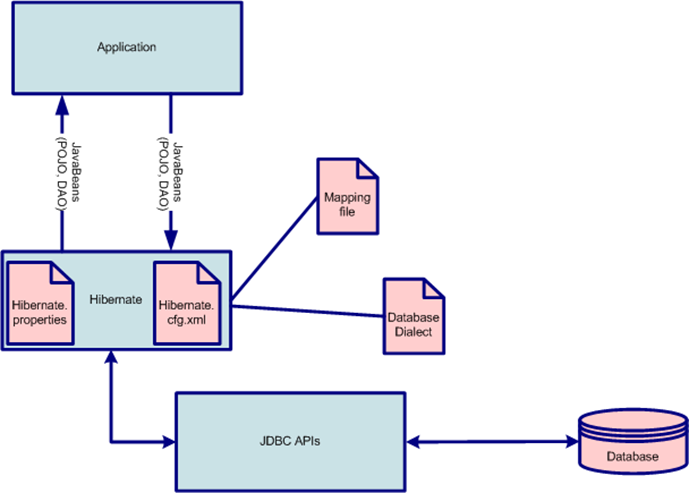 Application
JavaBeans
(POJO, DAO)
JavaBeans
(POJO, DAO)
Mapping
file
Hibernate.
properties
Hibernate
Hibernate.
cfg.xml
Database
Dialect
JDBC APIs
Database